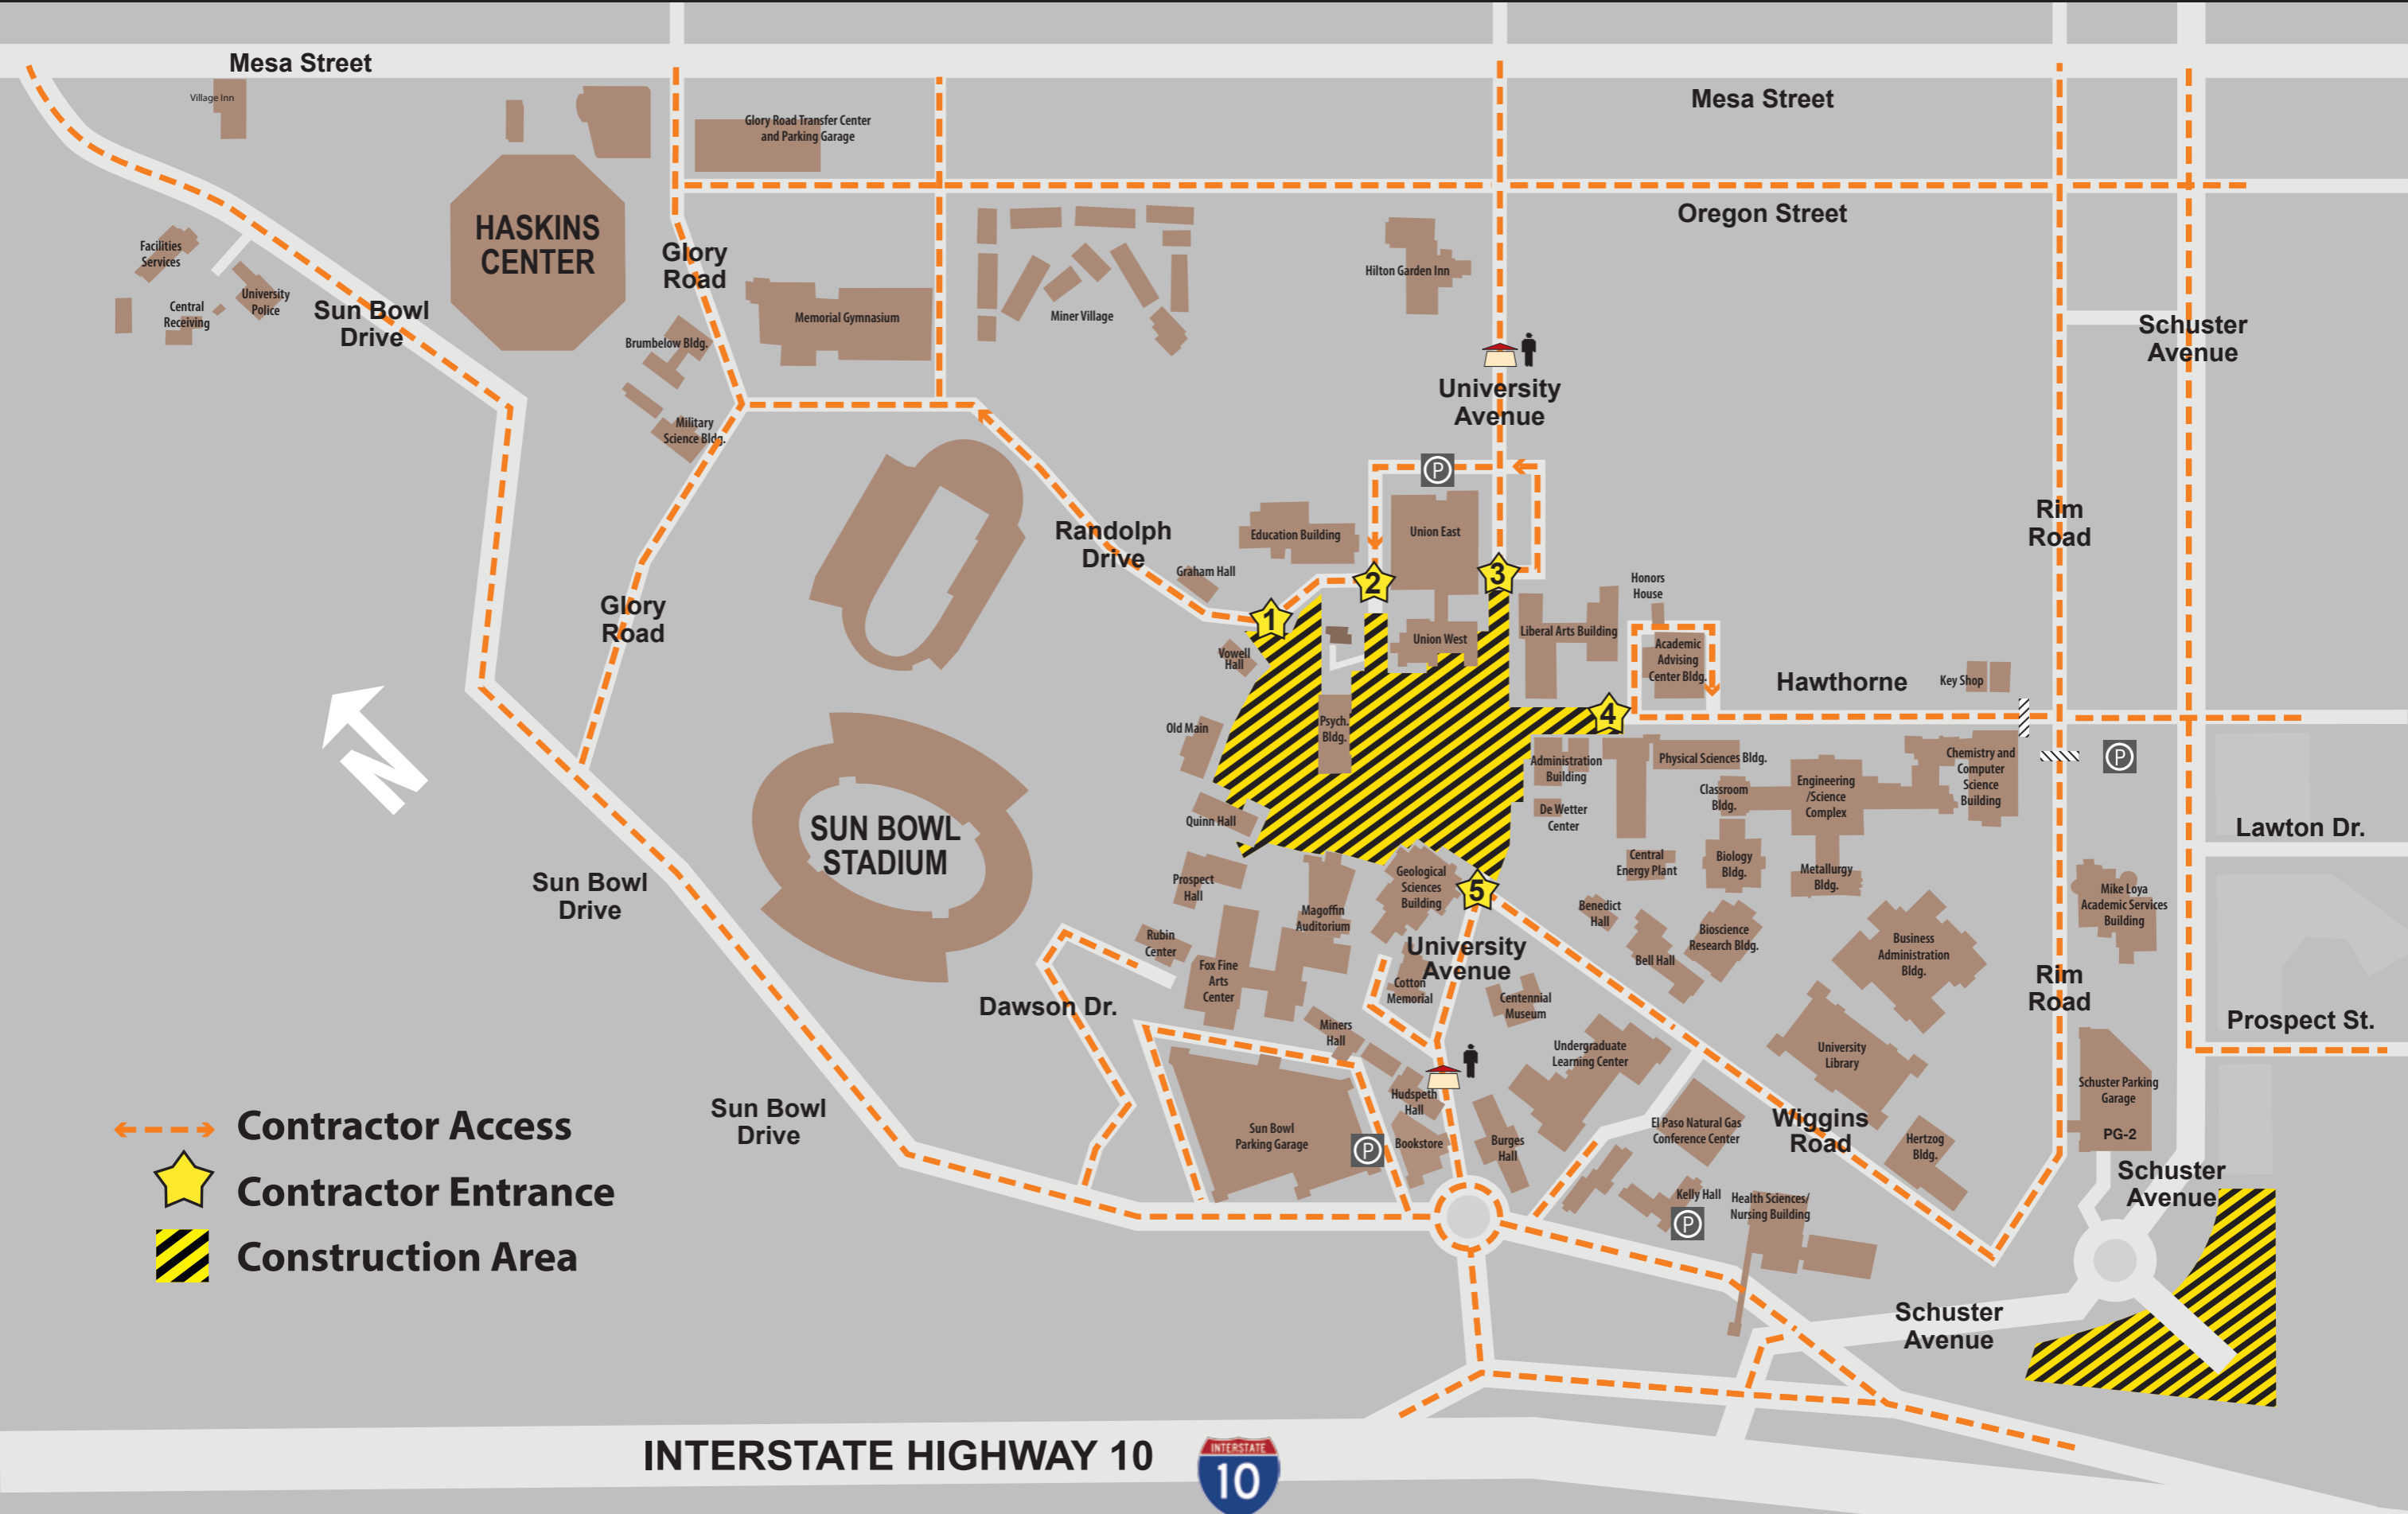 Mesa Street
Village Inn
Mesa Street
Glory Road Transfer Center
and Parking Garage
Oregon Street
HASKINS
CENTER
Glory
Road
Facilities
Services
University
Police
Central
Receiving
Sun Bowl
Drive
Memorial Gymnasium
Miner Village
Hilton Garden Inn
Brumbelow Bldg.
Military
Science Bldg.
Schuster
Avenue
University
Avenue
P
Rim
Road
Randolph
Drive
Education Building
Union East
Graham Hall
2
3
1
Honors
House
Glory
Road
Vowell
Hall
Union West
Liberal Arts Building
Academic
Advising
Center Bldg.
Hawthorne
Key Shop
N
Old Main
Psych.
Bldg.
4
Administration
Building
Physical Sciences Bldg.
Chemistry and
Computer
Science
Building
P
Classroom
Bldg.
Engineering
/Science
Complex
De Wetter
Center
Quinn Hall
Lawton Dr.
SUN BOWL
STADIUM
Sun Bowl
Drive
Prospect
Hall
Geological
Sciences
Building
5
Central
Energy Plant
Biology
Bldg.
Metallurgy
Bldg.
Mike Loya
Academic Services
Building
Magoffin
Auditorium
Benedict
Hall
Rubin
Center
University
Avenue
Bell Hall
Bioscience
Research Bldg.
Business
Administration
Bldg.
Fox Fine
Arts
Center
Cotton
Memorial
Centennial
Museum
Rim
Road
Dawson Dr.
Prospect St.
Miners
Hall
Undergraduate
Learning Center
University
Library
Schuster Parking
Garage
PG-2
Hudspeth
Hall
Sun Bowl
Drive
Sun Bowl
Parking Garage
P
Bookstore
Burges
Hall
El Paso Natural Gas
Conference Center
Wiggins
Road
Hertzog
Bldg.
Schuster
Avenue
Kelly Hall
P
Health Sciences/
Nursing Building
Schuster
Avenue
Contractor Access
Contractor Entrance
Construction Area
INTERSTATE HIGHWAY 10
INTERSTATE
10